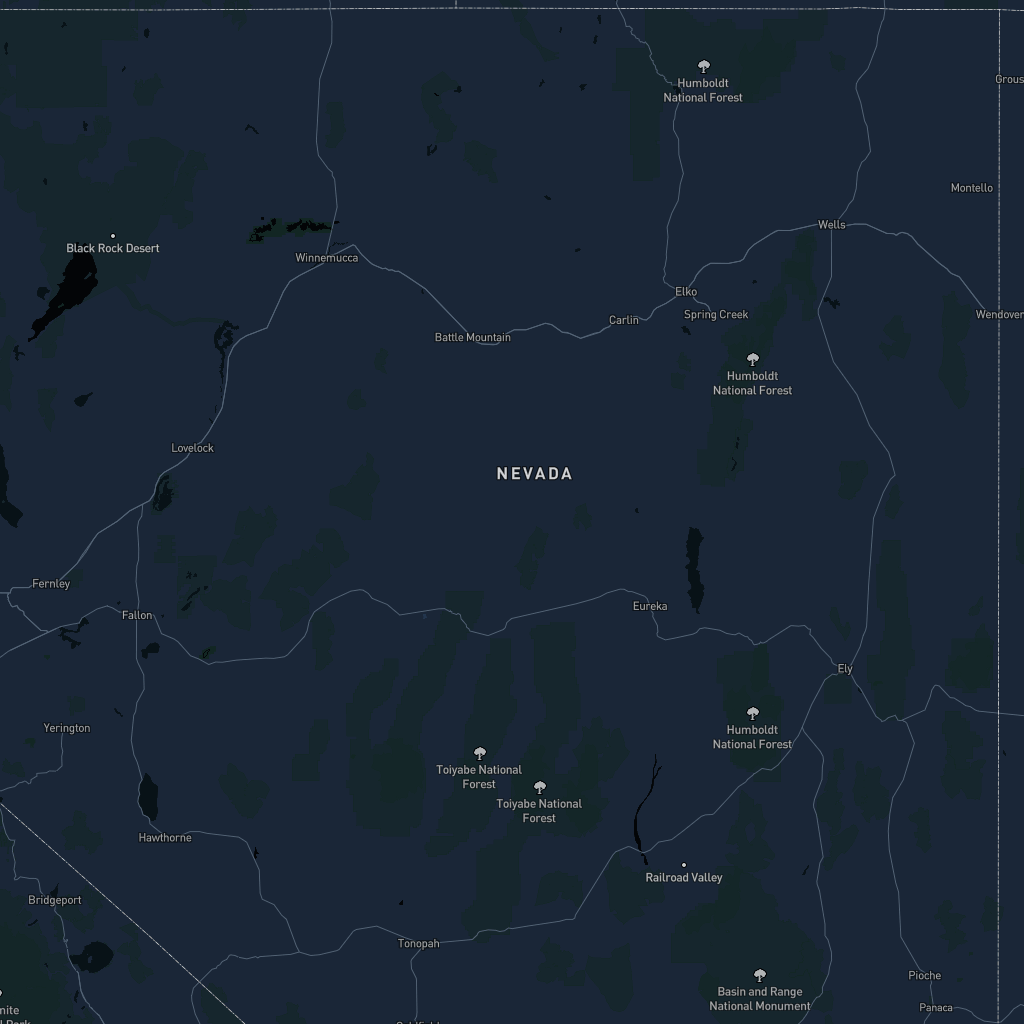 Humboldt
National Forest
Grous
Montello
Wells
Black Rock Desert
Winnemucca
Elko
Spring Creek
Wendover
Carlin
Battle Mountain
Humboldt
National Forest
Lovelock
NEVADA
Fernley
Eureka
Fallon
Ely
Yerington
Humboldt
National Forest
Toiyabe National
Forest
Toiyabe National
Forest
Hawthorne
Railroad Valley
Bridgeport
Tonopah
Pioche
Basin and Range
National Monument
Panaca
mite